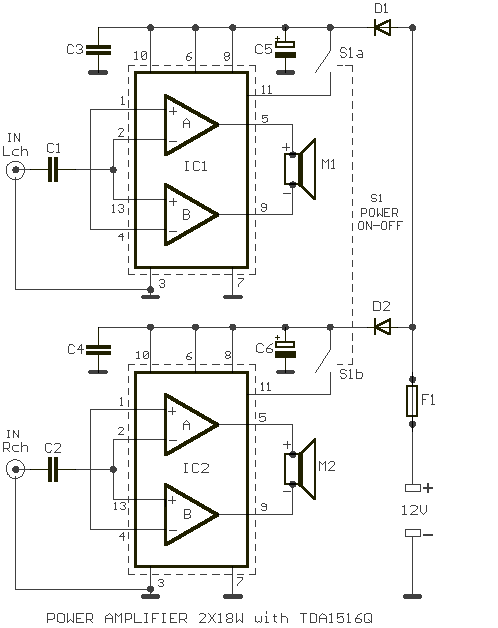 D1
C3
10
6
8
+
C5
S1a
11
1
+
A
5
2
−
IN
Lch
C1
IC1
+
M1
−
13
+
B
9
4
−
S1
POWER
ON-OFF
3
7
D2
C4
10
6
8
+
C6
S1b
11
1
+
A
5
2
−
IN
Rch
C2
IC2
+
M2
−
13
+
B
9
4
−
F1
+
12V
−
3
7
POWER AMPLIFIER 2X18W with TDA1516Q